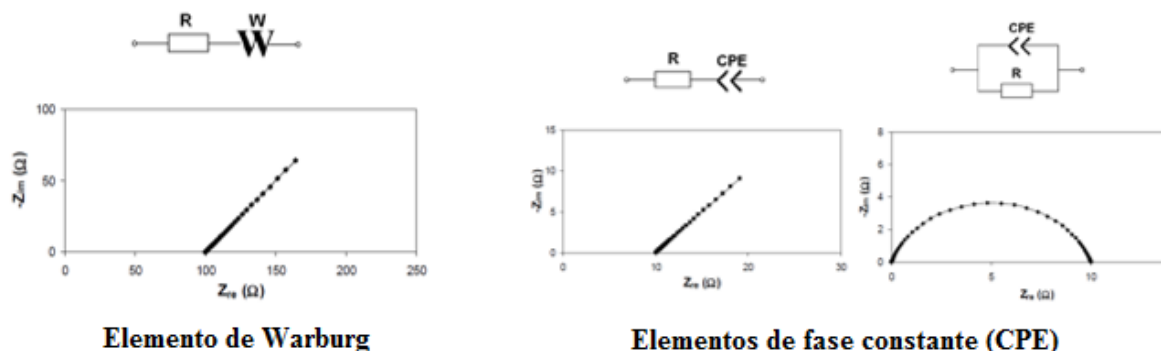 R W
-Zim (Ω)
100
50
0
0 50 100 150 200 250
Zre (Ω)
Elemento de Warburg
R CPE
-Zim (Ω)
15
10
5
0
0 10 20 30
Zre (Ω)
CPE
R
-Zim (Ω)
8
6
4
2
0
0 5 10
Zre (Ω)
Elementos de fase constante (CPE)